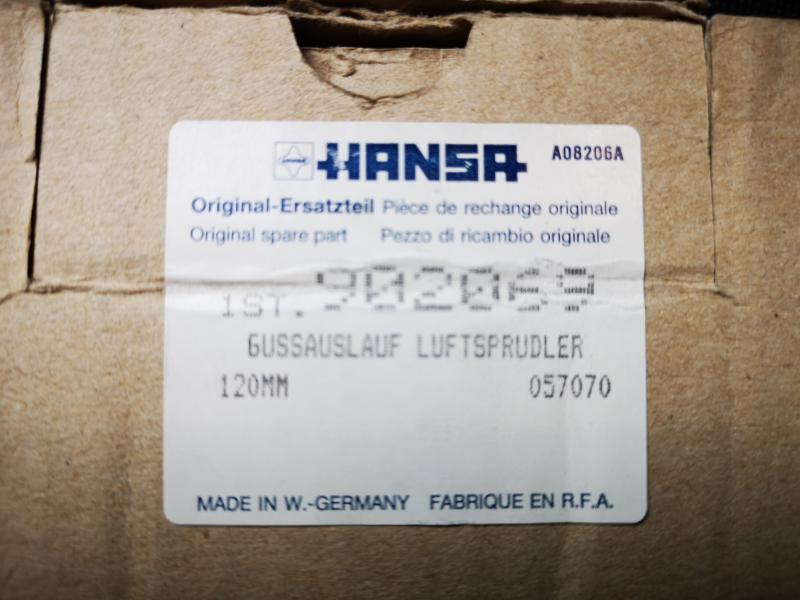 HANSA A08206A
Original-Ersatzteil Pièce de rechange originale
Original spare part Pezzo di ricambio originale
1ST.
GUSSAUSLAUF LUFTSPRUDLER
120MM 057070
MADE IN W.-GERMANY FABRIQUE EN R.F.A.